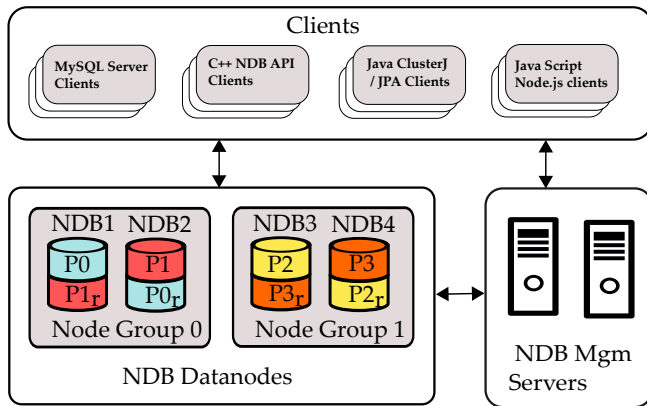 Clients
MySQL Server
Clients
C++ NDB API
Clients
Java ClusterJ
/ JPA Clients
Java Script
Node.js clients
NDB1 NDB2
P0 P1
P1r P0r
Node Group 0
NDB3 NDB4
P2 P3
P3r P2r
Node Group 1
NDB Datanodes
NDB Mgm
Servers